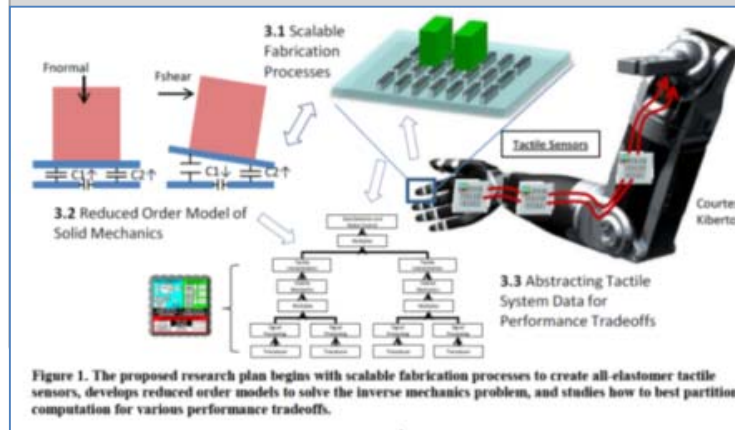 3.1 Scalable
Fabrication
Processes
Fnormal
Fshear
C1↑
C2↑
C1↓
C2↑
3.2 Reduced Order Model of
Solid Mechanics
Tactile Sensors
Courte
Kiberto
3.3 Abstracting Tactile
System Data for
Performance Tradeoffs
Figure 1. The proposed research plan begins with scalable fabrication processes to create all-elastomer tactile
sensors, develops reduced order models to solve the inverse mechanics problem, and studies how to best partition
computation for various performance tradeoffs.